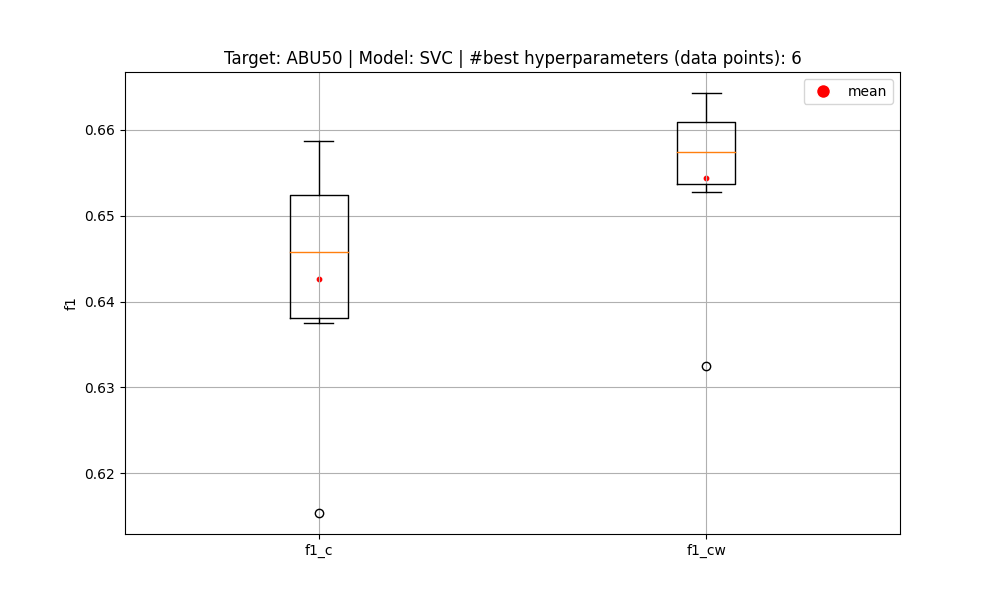 Target: ABU50 | Model: SVC | #best hyperparameters (data points): 6
mean
0.66
0.65
0.64
0.63
0.62
f1
f1_c
f1_cw